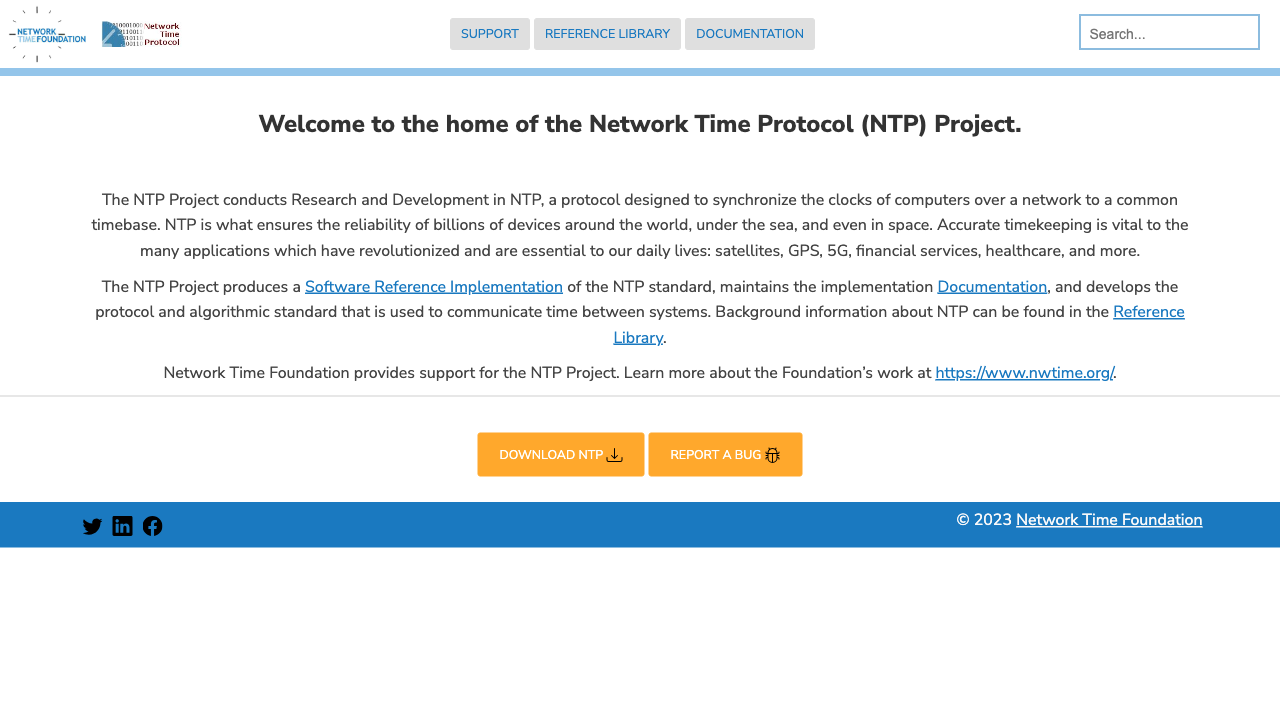 NETWORK
TIMEFOUNDATION
Network
Time
Protocol
SUPPORT
REFERENCE LIBRARY
DOCUMENTATION
Search...
Welcome to the home of the Network Time Protocol (NTP) Project.
The NTP Project conducts Research and Development in NTP, a protocol designed to synchronize the clocks of computers over a network to a common
timebase. NTP is what ensures the reliability of billions of devices around the world, under the sea, and even in space. Accurate timekeeping is vital to the
many applications which have revolutionized and are essential to our daily lives: satellites, GPS, 5G, financial services, healthcare, and more.
The NTP Project produces a Software Reference Implementation of the NTP standard, maintains the implementation Documentation, and develops the
protocol and algorithmic standard that is used to communicate time between systems. Background information about NTP can be found in the Reference
Library.
Network Time Foundation provides support for the NTP Project. Learn more about the Foundation's work at https://www.nwtime.org/.
DOWNLOAD NTP
REPORT A BUG
© 2023 Network Time Foundation